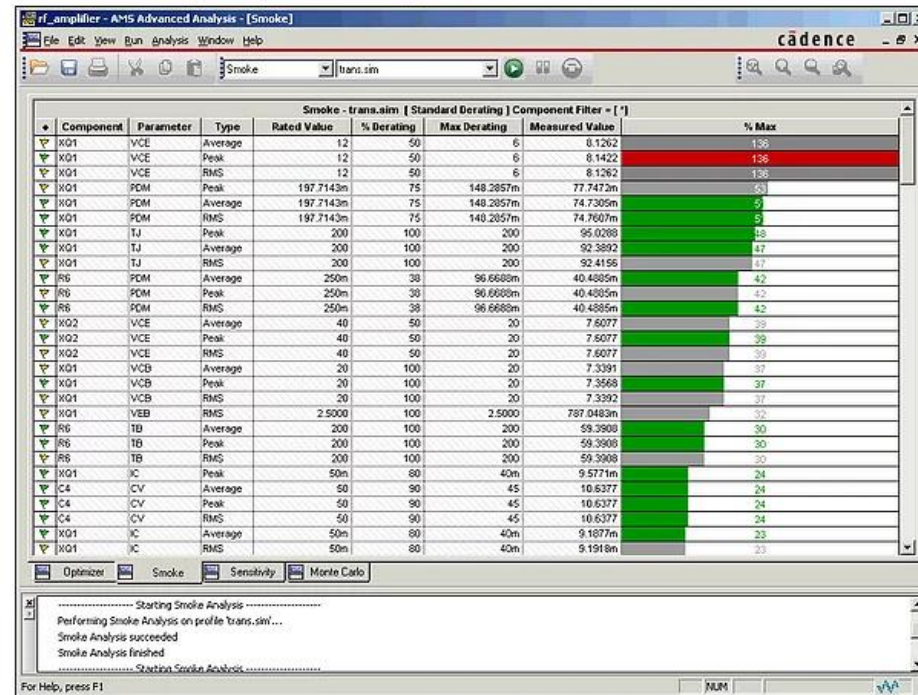 rf_amplifier - AMS Advanced Analysis - [Smoke]
File Edit View Run Analysis Window Help
cādence
Smoke trans.sim
Smoke - trans.sim [ Standard Derating ] Component Filter = [ *]
Component Parameter Type Rated Value % Derating Max Derating Measured Value % Max
XQ1 VCE Average 12 50 6 8.1262 136
XQ1 VCE Peak 12 50 6 8.1422 136
XQ1 VCE RMS 12 50 6 8.1262 136
XQ1 PDM Peak 197.7143m 75 148.2857m 77.7472m 53
XQ1 PDM Average 197.7143m 75 148.2857m 74.7305m 51
XQ1 PDM RMS 197.7143m 75 148.2857m 74.7607m 51
XQ1 TJ Peak 200 100 200 95.0288 48
XQ1 TJ Average 200 100 200 92.3892 47
XQ1 TJ RMS 200 100 200 92.4156 47
R6 PDM Average 250m 38 96.6688m 40.4885m 42
R6 PDM Peak 250m 38 96.6688m 40.4885m 42
R6 PDM RMS 250m 38 96.6688m 40.4885m 42
XQ2 VCE Average 40 50 20 7.6077 39
XQ2 VCE Peak 40 50 20 7.6077 39
XQ2 VCE RMS 40 50 20 7.6077 39
XQ1 VCB Average 20 100 20 7.3391 37
XQ1 VCB Peak 20 100 20 7.3568 37
XQ1 VCB RMS 20 100 20 7.3392 37
XQ1 VEB RMS 2.5000 100 2.5000 787.0483m 32
R6 TB Average 200 100 200 59.3908 30
R6 TB Peak 200 100 200 59.3908 30
R6 TB RMS 200 100 200 59.3908 30
XQ1 IC Peak 50m 80 40m 9.5771m 24
C4 CV Average 50 90 45 10.6377 24
C4 CV Peak 50 90 45 10.6377 24
C4 CV RMS 50 90 45 10.6377 24
XQ1 IC Average 50m 80 40m 9.1877m 23
XQ1 IC RMS 50m 80 40m 9.1918m 23
Optimizer Smoke Sensitivity Monte Carlo
--------------------- Starting Smoke Analysis ---------------------
Performing Smoke Analysis on profile 'trans.sim'...
Smoke Analysis succeeded
Smoke Analysis finished
--------------------- Starting Smoke Analysis ---------------------
For Help, press F1 NUM